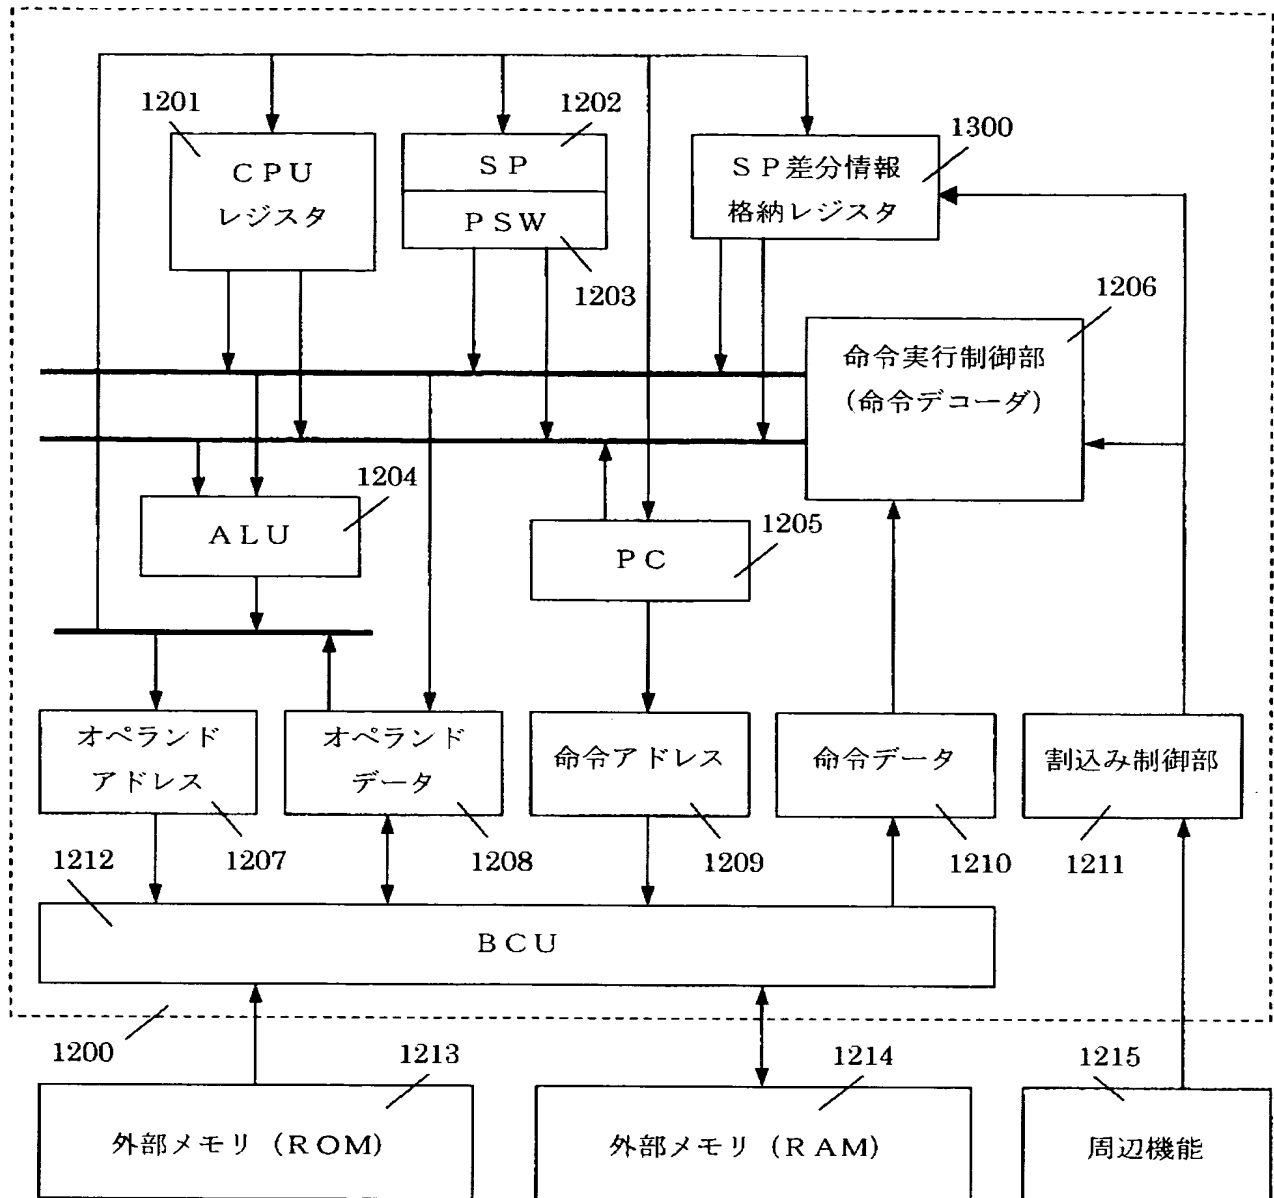 1201
1202
1300
CPU
レジスタ
SP
PSW
SP差分情報
格納レジスタ
1203
1206
命令実行制御部
(命令デコーダ)
1204
ALU
1205
PC
オペランド
アドレス
オペランド
データ
命令アドレス
命令データ
割込み制御部
1212
1207
1208
1209
1210
1211
BCU
1200
1213
1214
1215
外部メモリ(ROM)
外部メモリ(RAM)
周辺機能